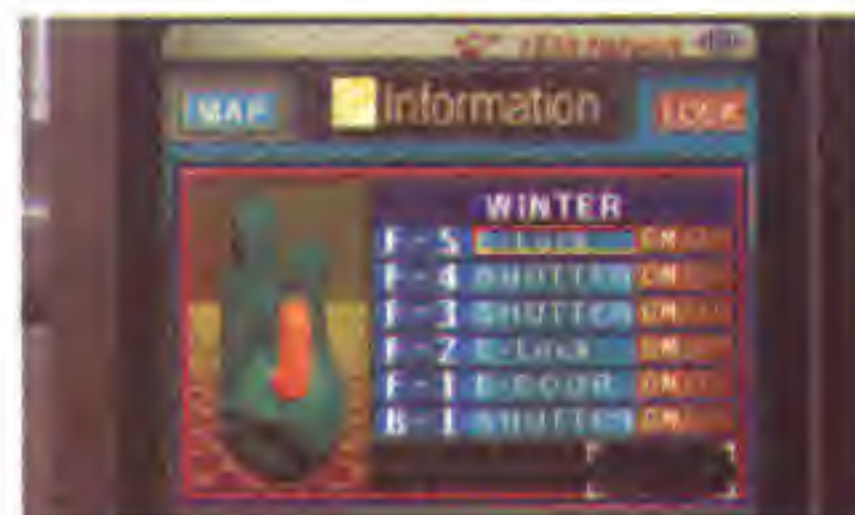 MAP Information LOCK
WINTER
F-5 E-Lock ON
F-4 SHUTTER ON
F-3 SHUTTER ON
F-2 E-Lock ON
F-1 E-DOOR ON
B-1 SHUTTER ON